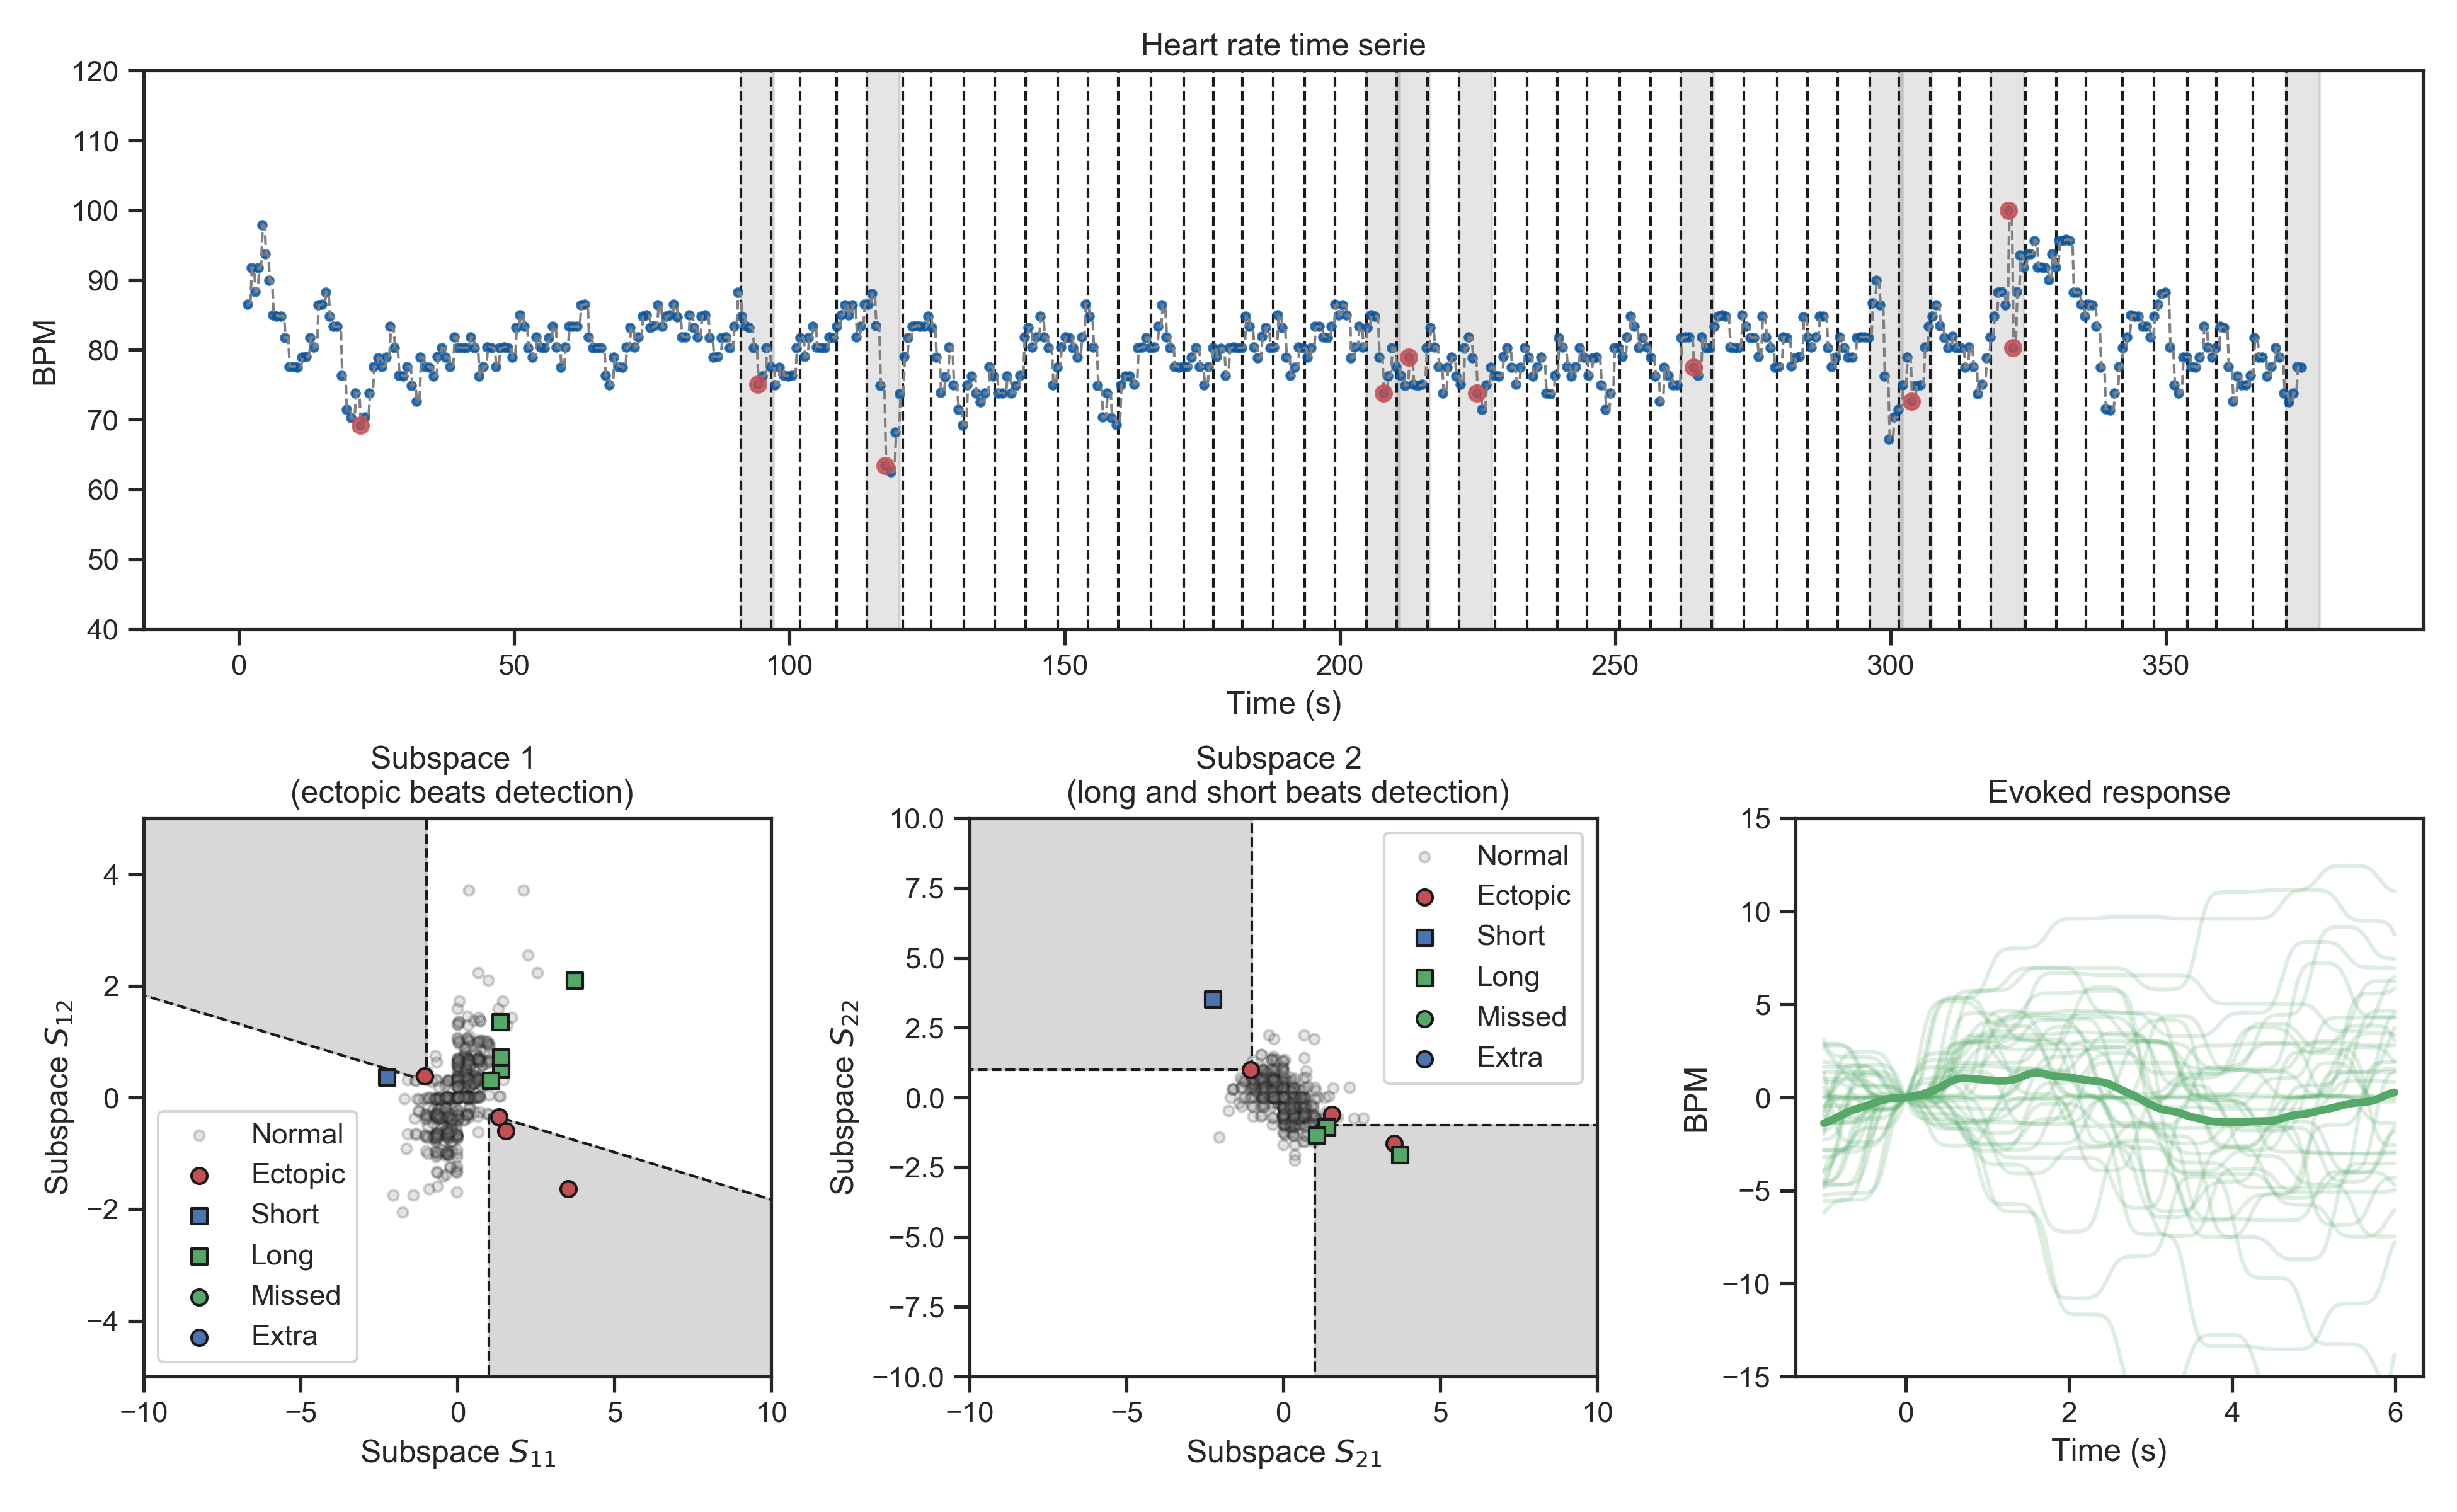 Heart rate time serie
120
110
100
90
80
70
60
50
40
BPM
0 50 100 150 200 250 300 350
Time (s)
Subspace 1
(ectopic beats detection)
4
2
0
−2
−4
Subspace S12
Normal
Ectopic
Short
Long
Missed
Extra
−10 −5 0 5 10
Subspace S11
Subspace 2
(long and short beats detection)
10.0
7.5
5.0
2.5
0.0
−2.5
−5.0
−7.5
−10.0
Subspace S22
Normal
Ectopic
Short
Long
Missed
Extra
−10 −5 0 5 10
Subspace S21
Evoked response
15
10
5
0
−5
−10
−15
BPM
0 2 4 6
Time (s)